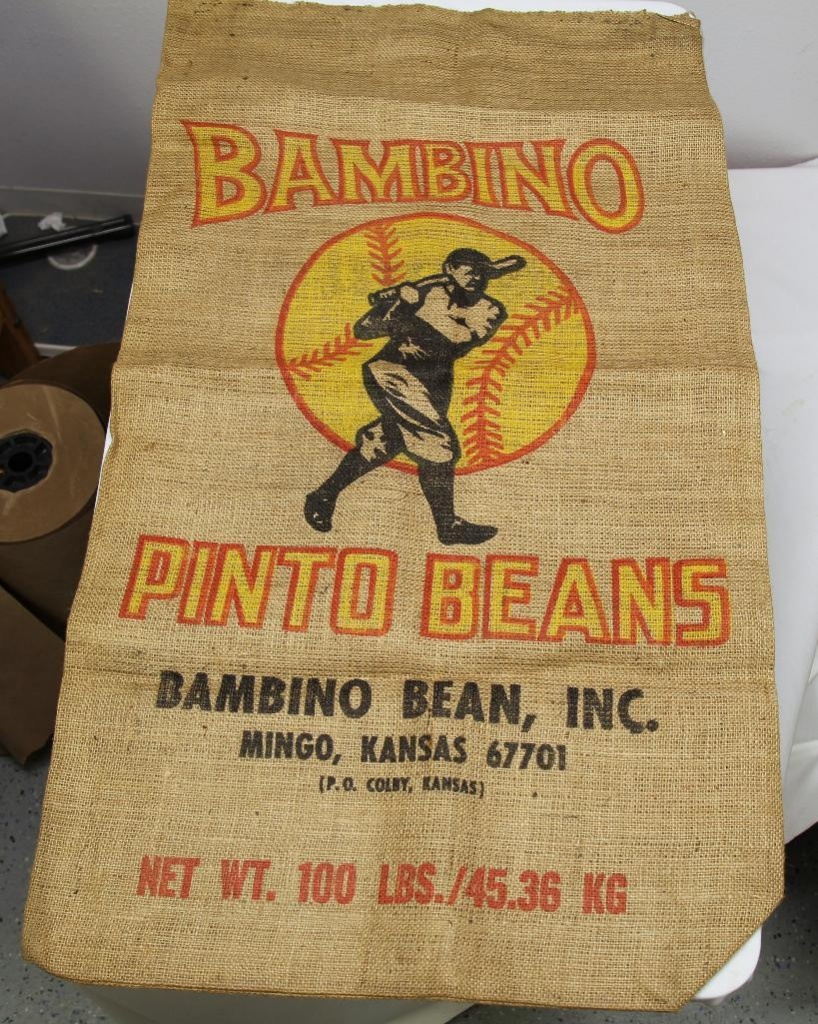 BAMBINO
PINTO BEANS
BAMBINO BEAN, INC.
MINGO, KANSAS 67701
(P.O. COLBY, KANSAS)
NET WT. 100 LBS./45.36 KG